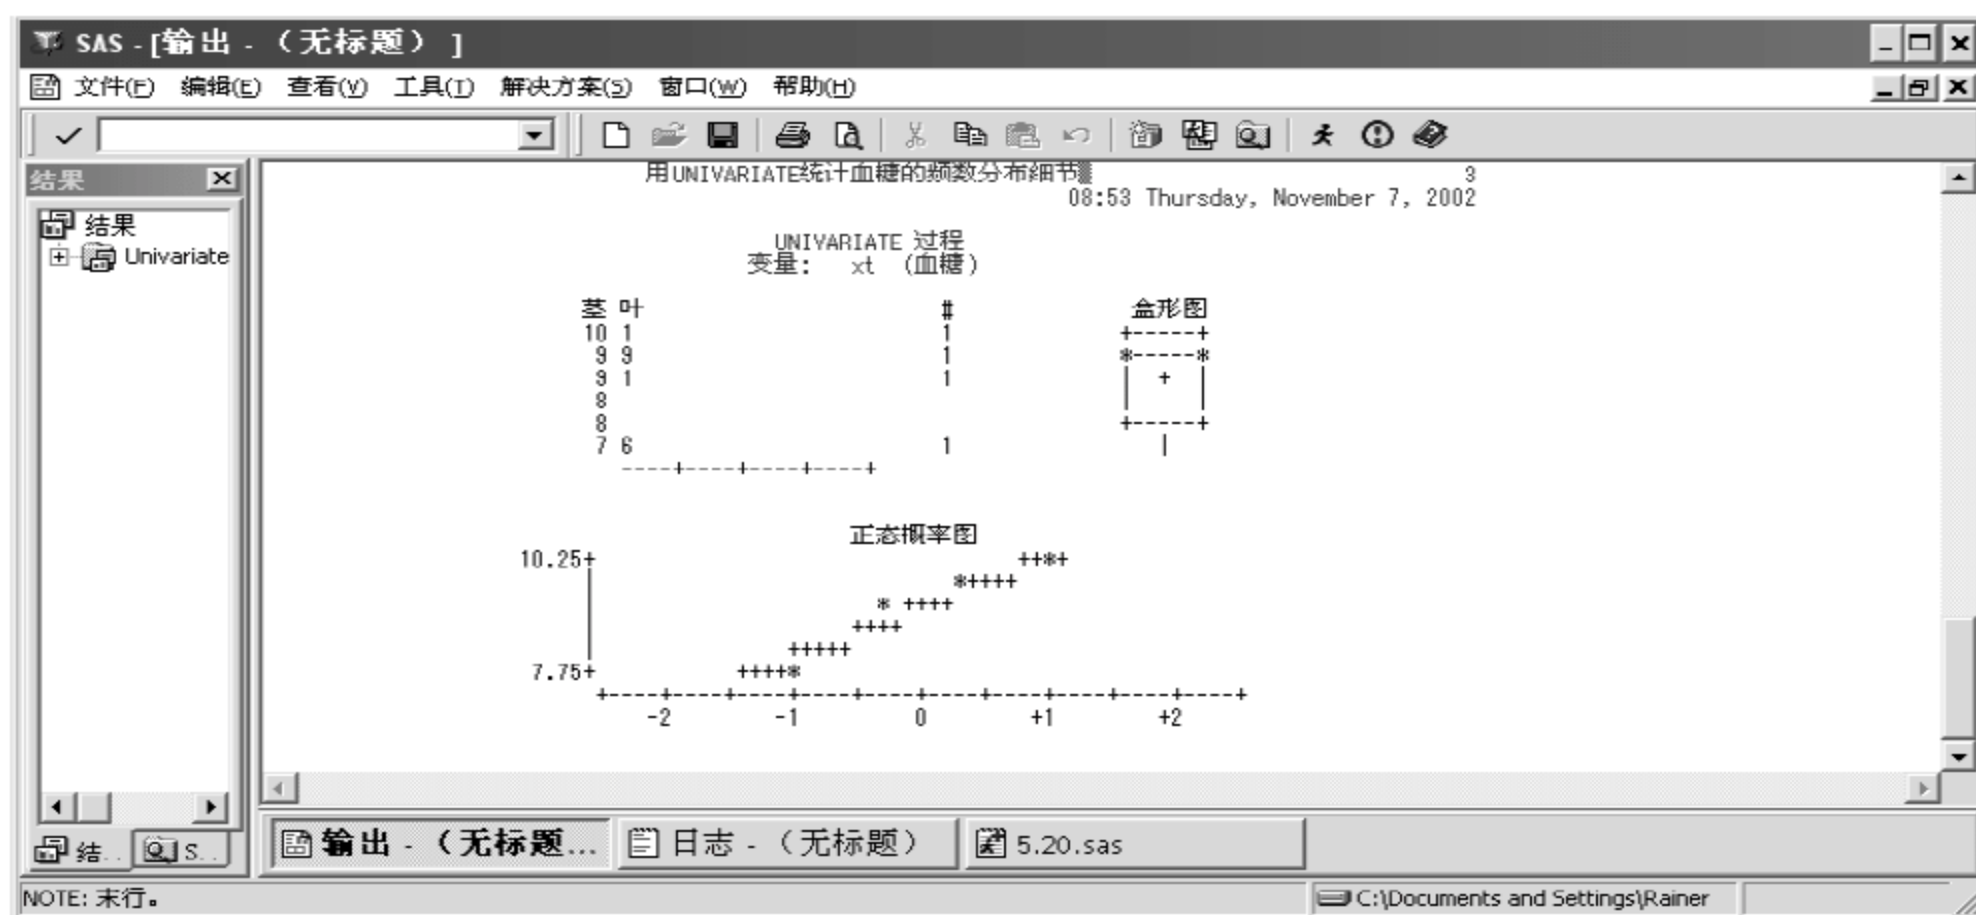 SAS - [输出 - （无标题）]
文件(F) 编辑(E) 查看(V) 工具(T) 解决方案(S) 窗口(W) 帮助(H)
结果
结果
Univariate
用UNIVARIATE统计血糖的频数分布细节 3
08:53 Thursday, November 7, 2002
UNIVARIATE 过程
变量： xt （血糖）
茎 叶 # 盒形图
10 1 1 +-----+
9 9 1 *-----*
9 1 1 | + |
8 | |
8 +-----+
7 6 1 |
----+----+----+----+
正态概率图
10.25+ ++*+
| *++++
| * ++++
| ++++
| +++++
7.75+ ++++*
+----+----+----+----+----+----+----+----+----+----+
-2 -1 0 +1 +2
结.. S..
输出 - （无标题... 日志 - （无标题） 5.20.sas
NOTE: 末行。 C:\Documents and Settings\Rainer